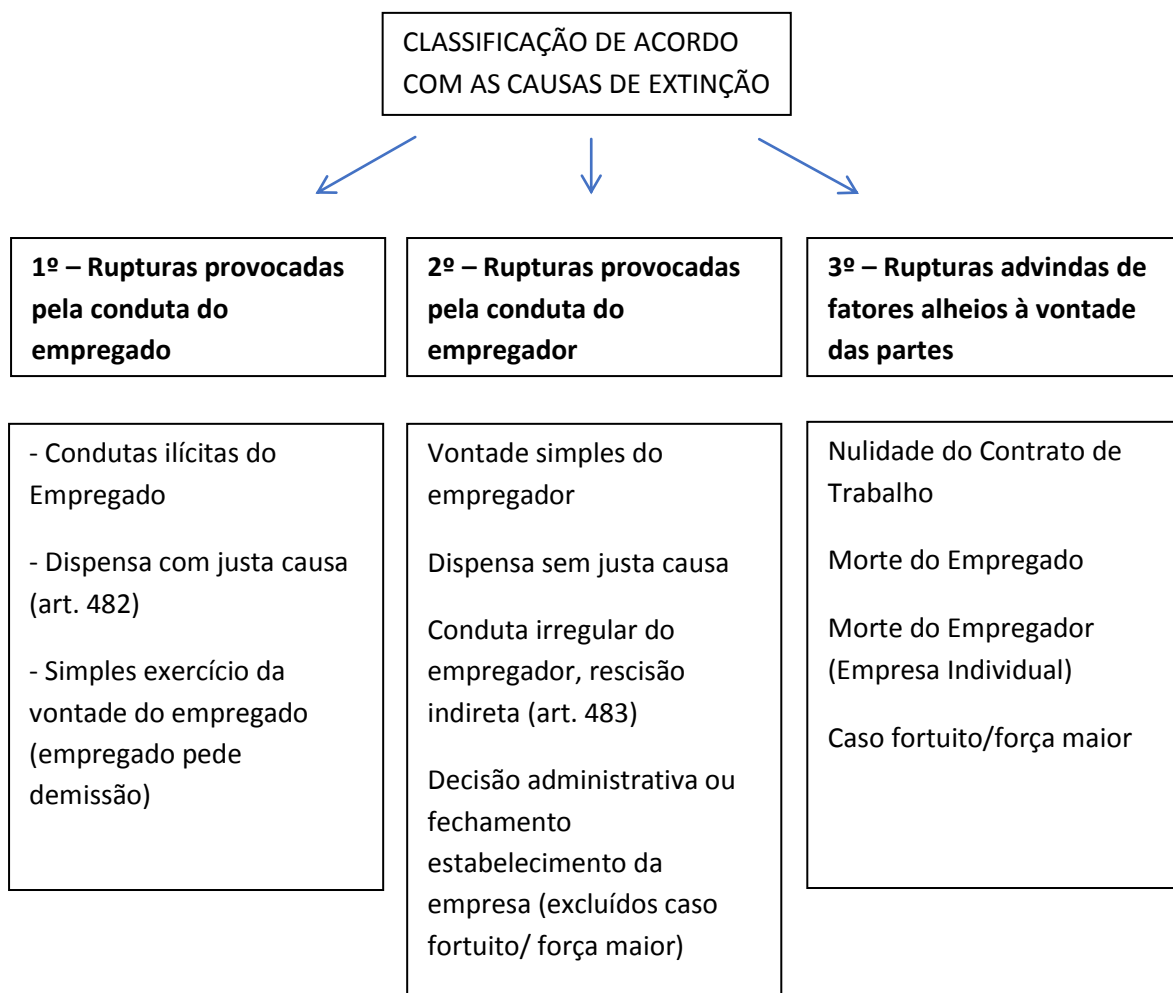 CLASSIFICAÇÃO DE ACORDO
COM AS CAUSAS DE EXTINÇÃO
1º – Rupturas provocadas
pela conduta do
empregado
2º – Rupturas provocadas
pela conduta do
empregador
3º – Rupturas advindas de
fatores alheios à vontade
das partes
- Condutas ilícitas do
Empregado
- Dispensa com justa causa
(art. 482)
- Simples exercício da
vontade do empregado
(empregado pede
demissão)
Vontade simples do
empregador
Dispensa sem justa causa
Conduta irregular do
empregador, rescisão
indireta (art. 483)
Decisão administrativa ou
fechamento
estabelecimento da
empresa (excluídos caso
fortuito/ força maior)
Nulidade do Contrato de
Trabalho
Morte do Empregado
Morte do Empregador
(Empresa Individual)
Caso fortuito/força maior